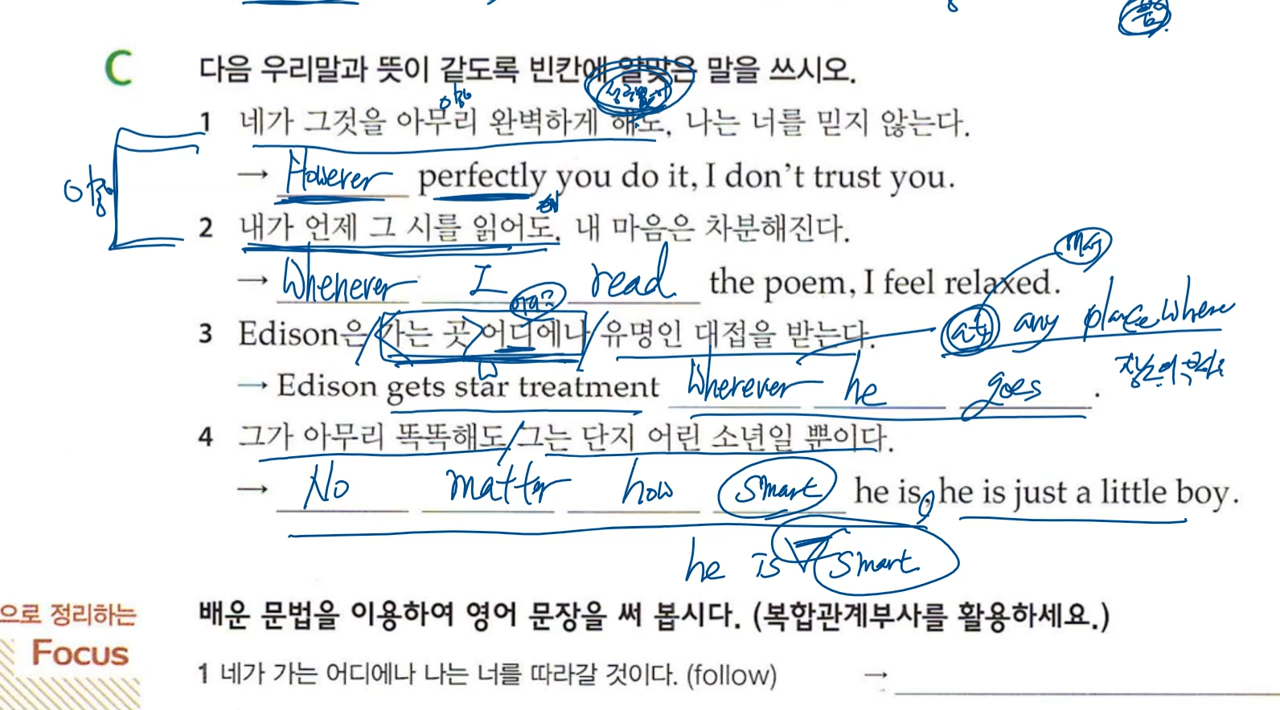 C 다음 우리말과 뜻이 같도록 빈칸에 알맞은 말을 쓰시오.
1 네가 그것을 아무리 완벽하게 해도, 나는 너를 믿지 않는다.
→ However perfectly you do it, I don't trust you.
2 내가 언제 그 시를 읽어도, 내 마음은 차분해진다.
→ Whenever I read the poem, I feel relaxed.
3 Edison은 가는 곳 어디에나 유명인 대접을 받는다.
at any place where
→ Edison gets star treatment wherever he goes.
4 그가 아무리 똑똑해도 그는 단지 어린 소년일 뿐이다.
→ No matter how smart he is, he is just a little boy.
he is smart
으로 정리하는
Focus
배운 문법을 이용하여 영어 문장을 써 봅시다. (복합관계부사를 활용하세요.)
1 네가 가는 어디에나 나는 너를 따라갈 것이다. (follow) →